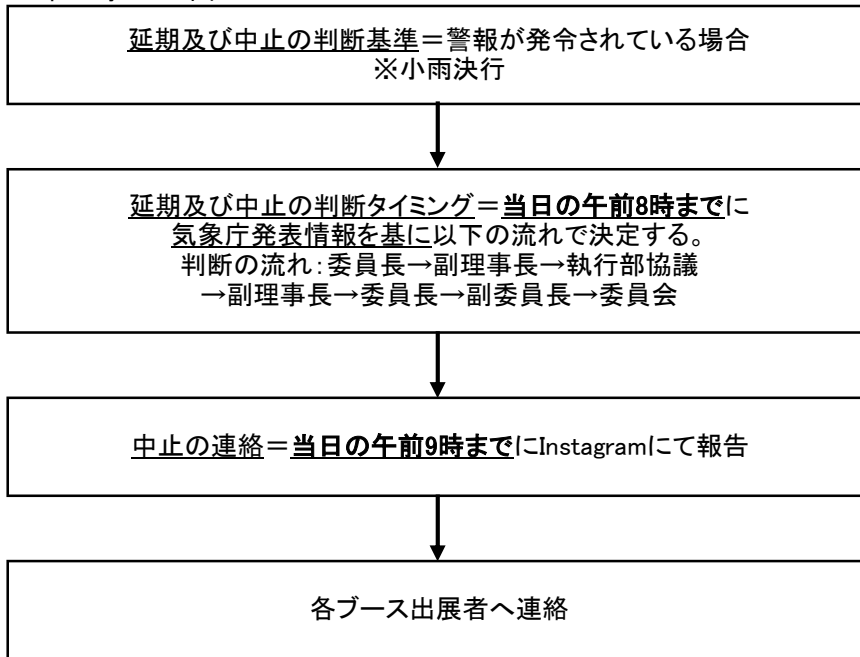 延期及び中止の判断基準＝警報が発令されている場合
※小雨決行
延期及び中止の判断タイミング＝当日の午前8時までに
気象庁発表情報を基に以下の流れで決定する。
判断の流れ：委員長→副理事長→執行部協議
→副理事長→委員長→副委員長→委員会
中止の連絡＝当日の午前9時までにInstagramにて報告
各ブース出展者へ連絡